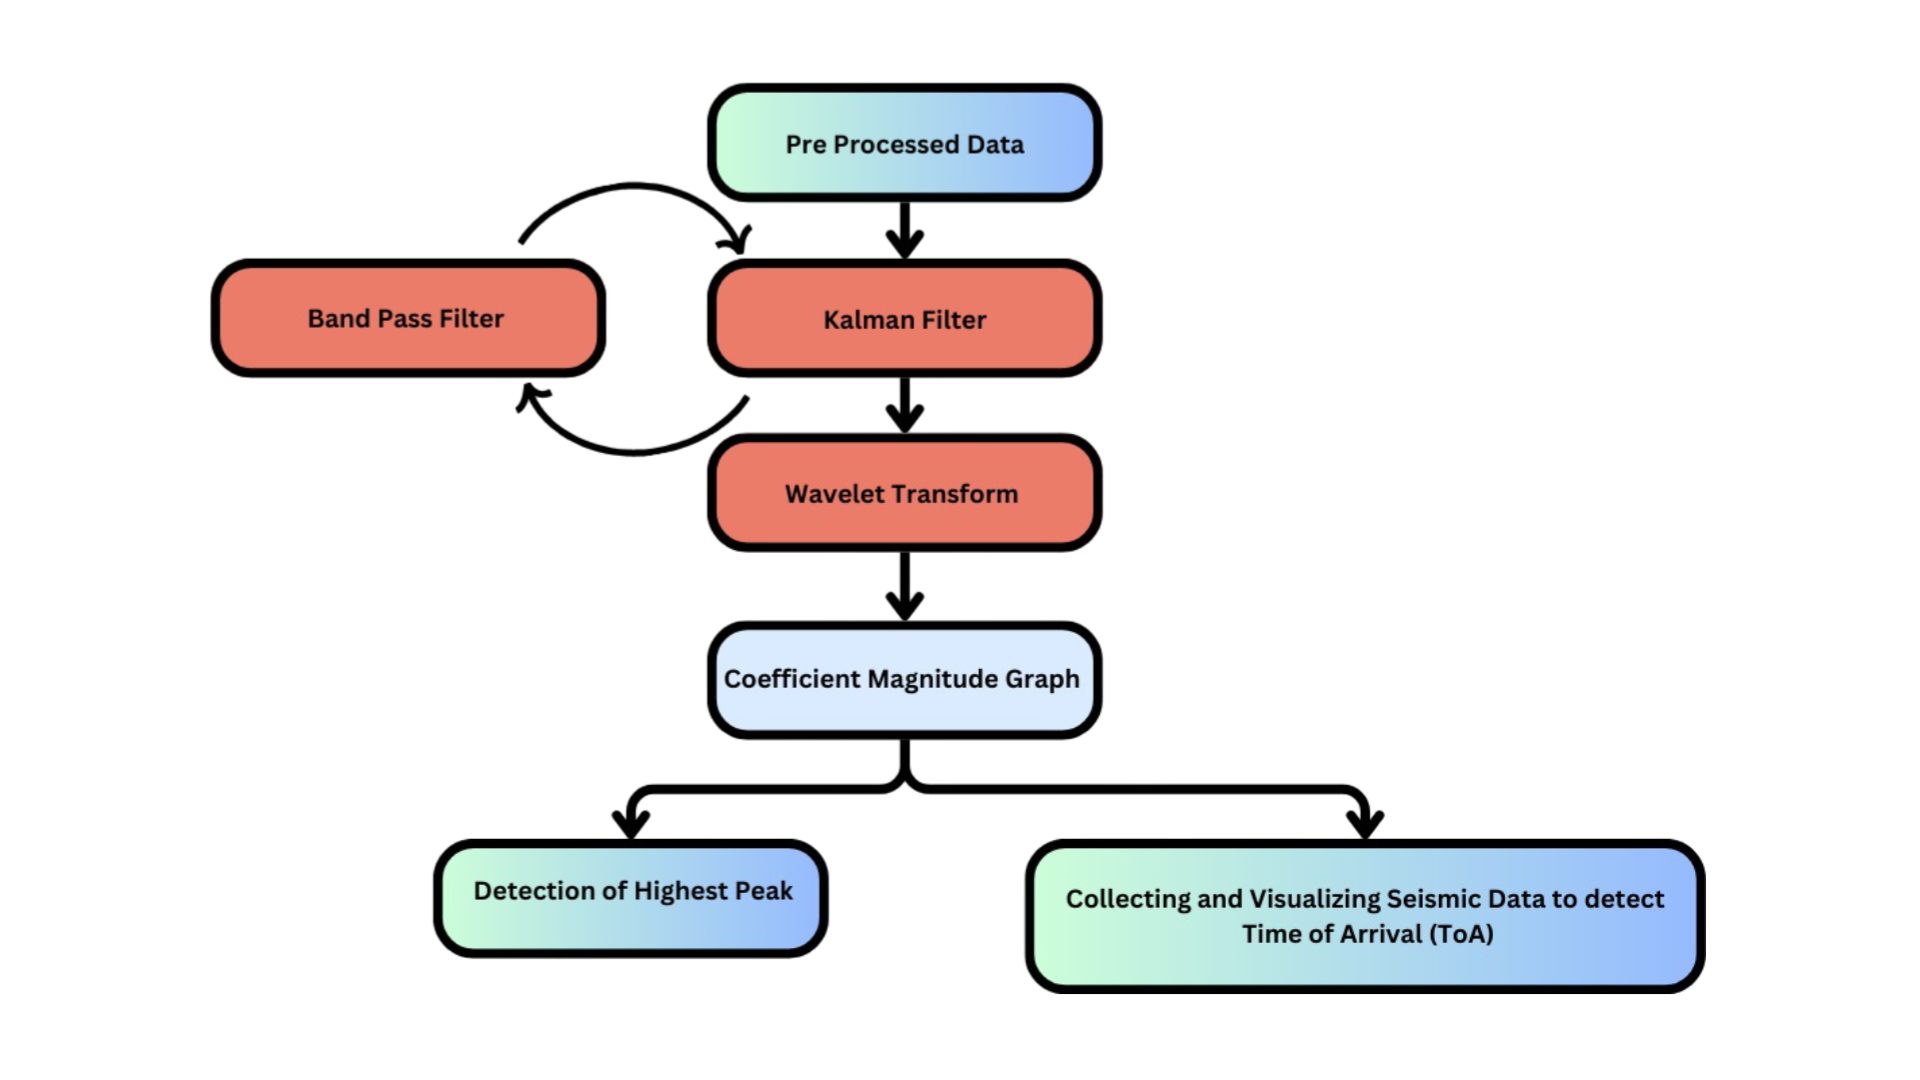 Pre Processed Data
Band Pass Filter
Kalman Filter
Wavelet Transform
Coefficient Magnitude Graph
Detection of Highest Peak
Collecting and Visualizing Seismic Data to detect
Time of Arrival (ToA)